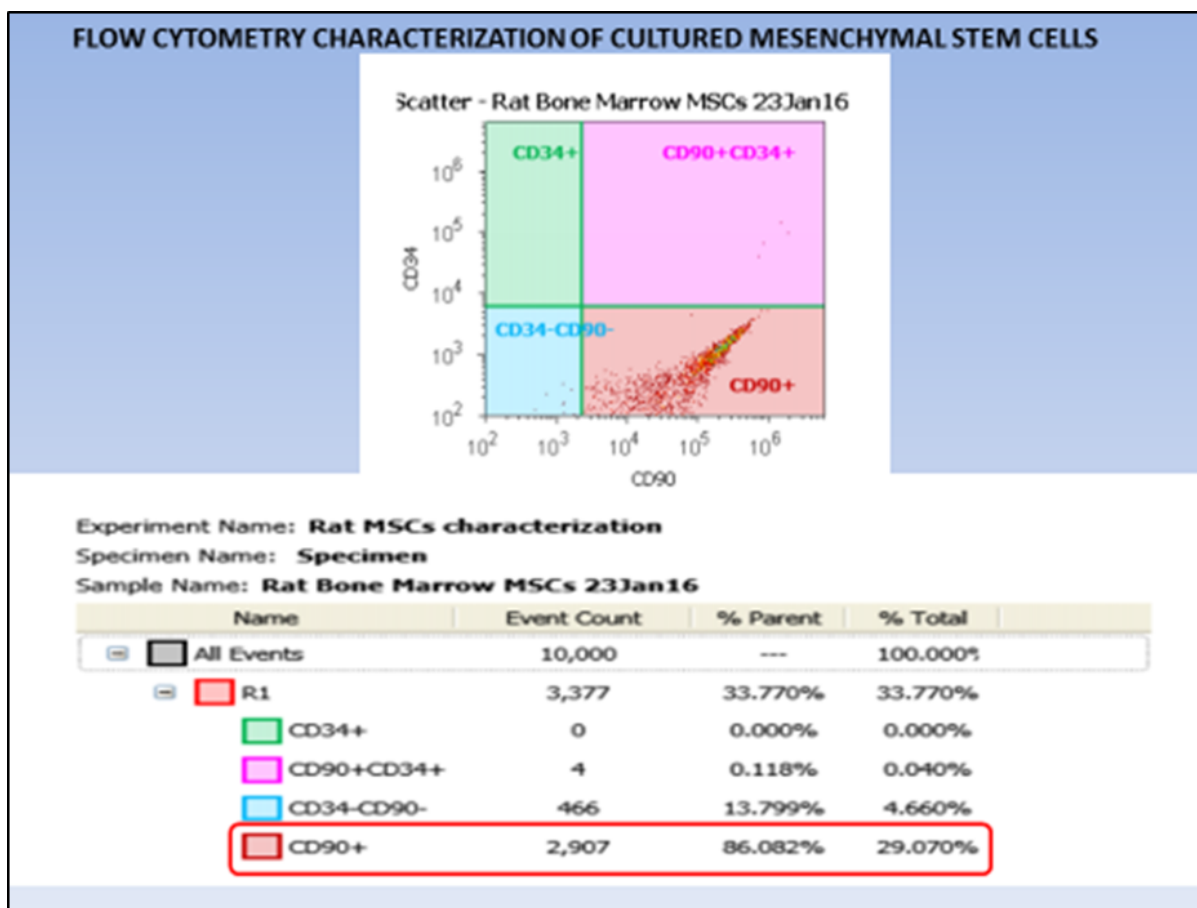 FLOW CYTOMETRY CHARACTERIZATION OF CULTURED MESENCHYMAL STEM CELLS
Scatter - Rat Bone Marrow MSCs 23Jan16
CD34+ CD90+CD34+
CD34-CD90-
CD90+
10^6
10^5
10^4
10^3
10^2
CD34
10^2 10^3 10^4 10^5 10^6
CD90
Experiment Name: Rat MSCs characterization
Specimen Name: Specimen
Sample Name: Rat Bone Marrow MSCs 23Jan16
Name Event Count % Parent % Total
All Events 10,000 --- 100.000%
R1 3,377 33.770% 33.770%
CD34+ 0 0.000% 0.000%
CD90+CD34+ 4 0.118% 0.040%
CD34-CD90- 466 13.799% 4.660%
CD90+ 2,907 86.082% 29.070%